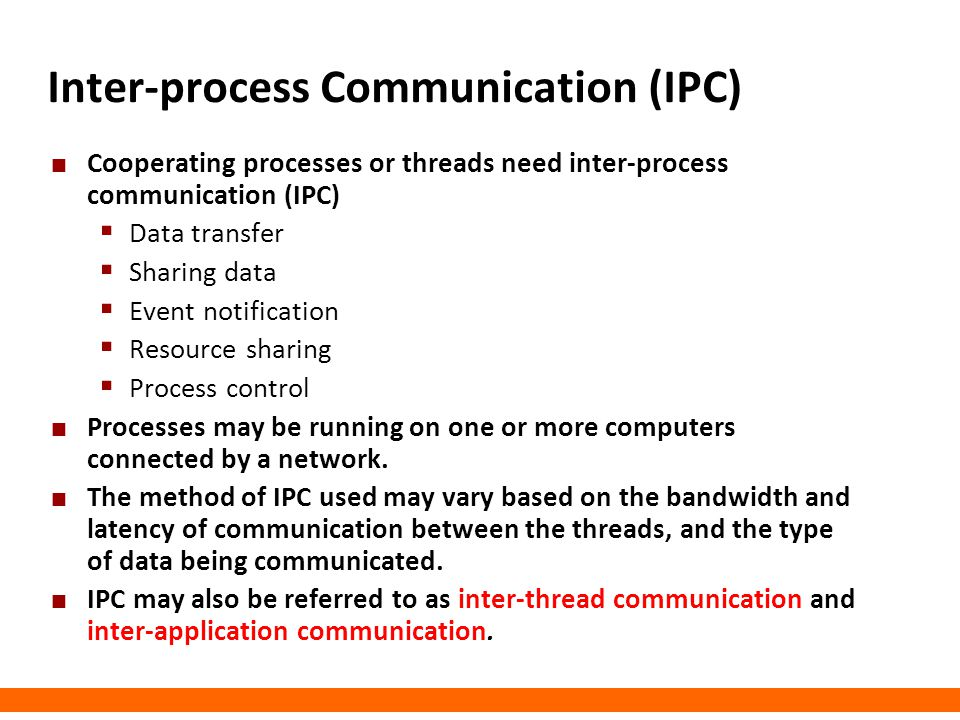 Inter-process Communication (IPC)
■ Cooperating processes or threads need inter-process
communication (IPC)
▪ Data transfer
▪ Sharing data
▪ Event notification
▪ Resource sharing
▪ Process control
■ Processes may be running on one or more computers
connected by a network.
■ The method of IPC used may vary based on the bandwidth and
latency of communication between the threads, and the type
of data being communicated.
■ IPC may also be referred to as inter-thread communication and
inter-application communication.